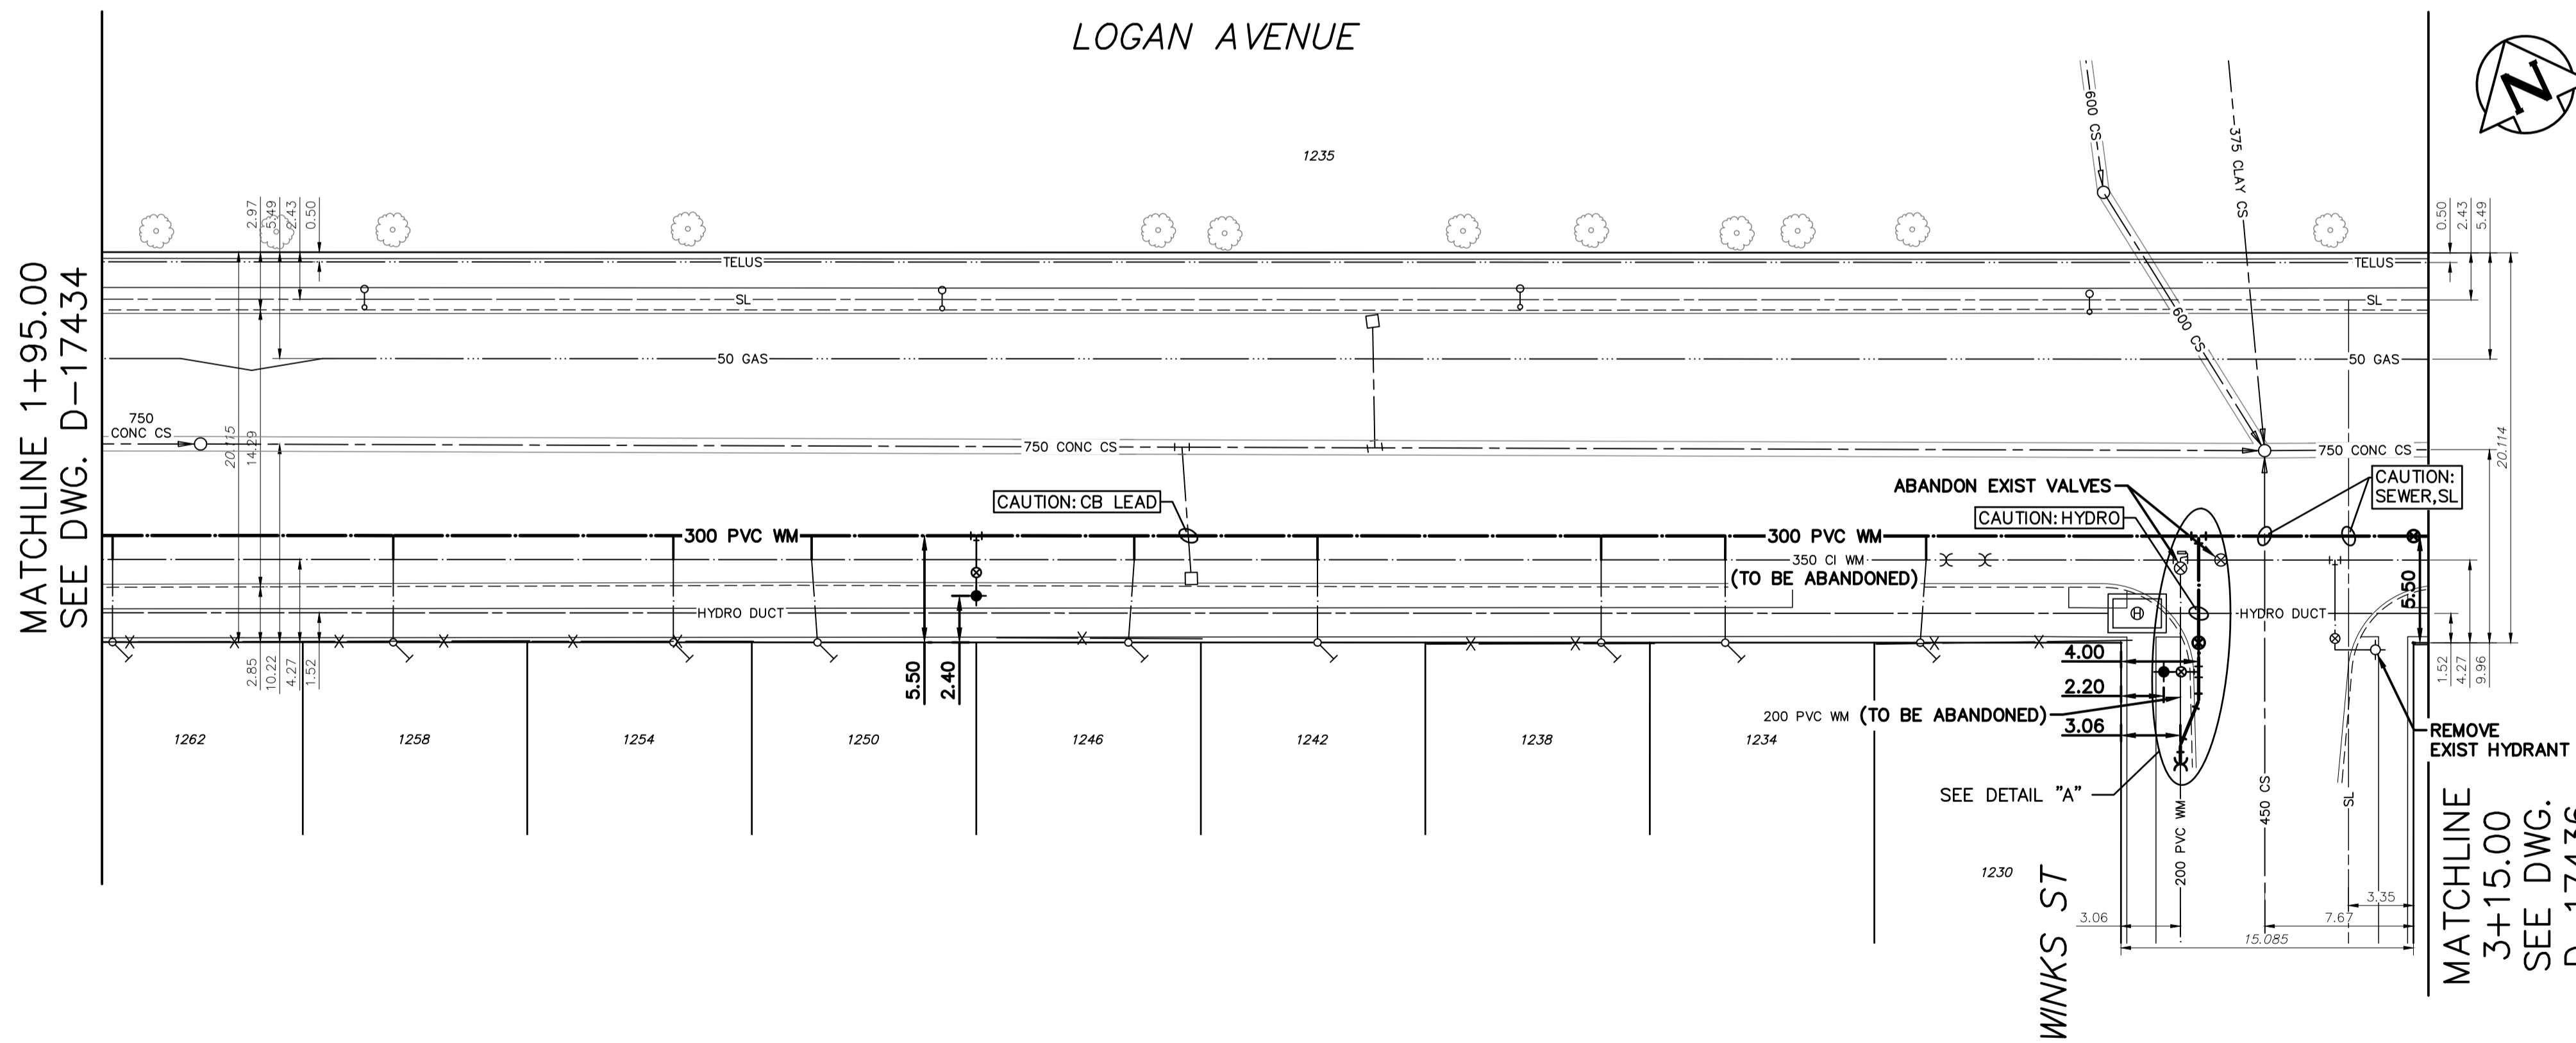 LOGAN AVENUE
N
MATCHLINE 1+95.00
SEE DWG. D-17434
1235
600 CS
375 CLAY CS
2.97
5.49
2.43
0.50
0.50
2.43
5.49
TELUS
TELUS
SL
SL
600 CS
50 GAS
50 GAS
750
CONC CS
750 CONC CS
750 CONC CS
20.115
14.29
20.114
CAUTION: CB LEAD
ABANDON EXIST VALVES
CAUTION: HYDRO
CAUTION:
SEWER,SL
300 PVC WM
300 PVC WM
350 CI WM
(TO BE ABANDONED)
HYDRO DUCT
H
HYDRO DUCT
5.50
2.85
10.22
4.27
1.52
5.50
2.40
4.00
2.20
3.06
200 PVC WM (TO BE ABANDONED)
1.52
4.27
9.96
REMOVE
EXIST HYDRANT
1262
1258
1254
1250
1246
1242
1238
1234
1230
SEE DETAIL "A"
200 PVC WM
450 CS
SL
WINKS ST
3.06
3.35
7.67
15.085
MATCHLINE
3+15.00
SEE DWG.